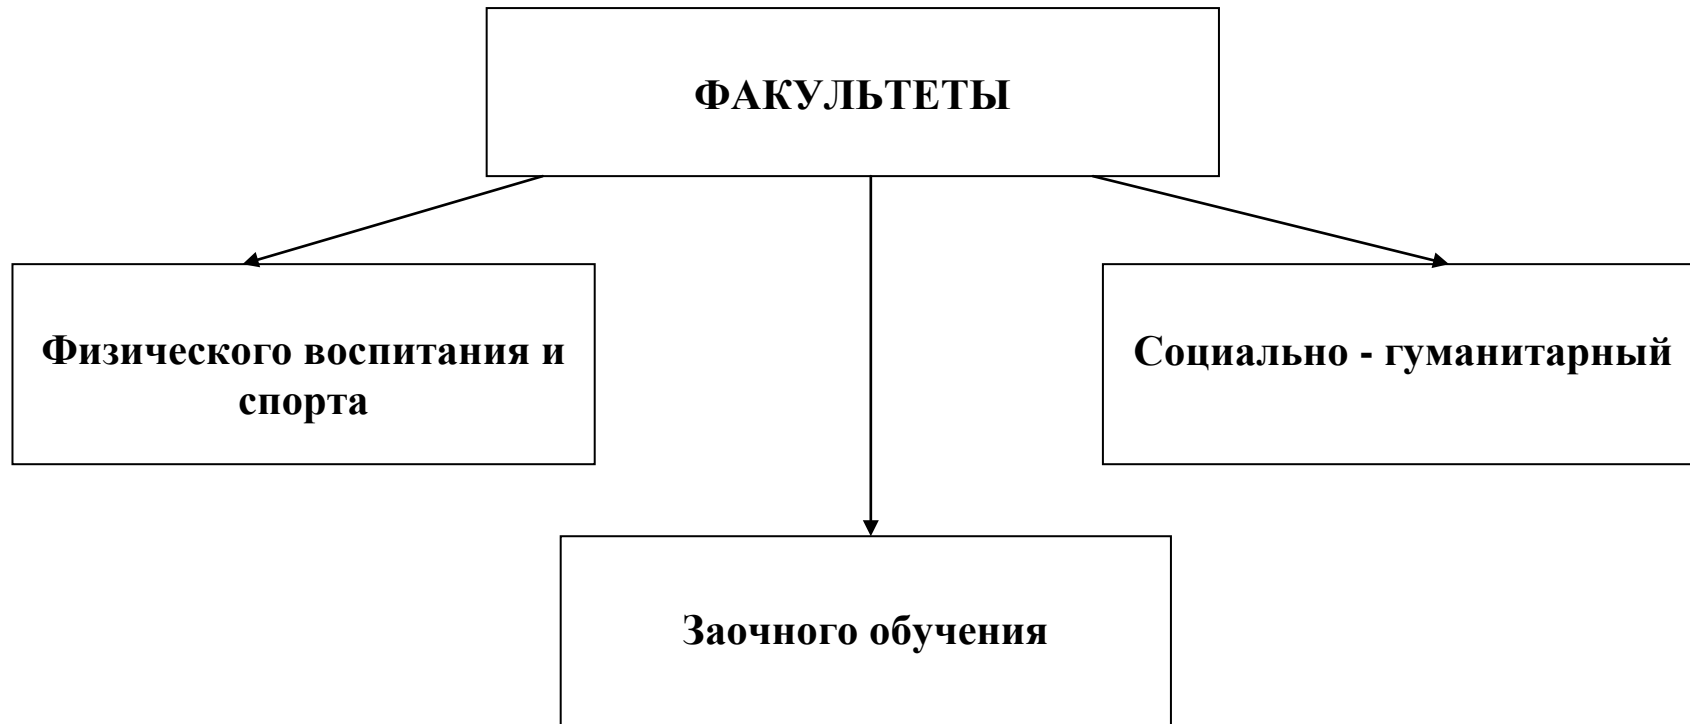 ФАКУЛЬТЕТЫ
Физического воспитания и
спорта
Социально - гуманитарный
Заочного обучения